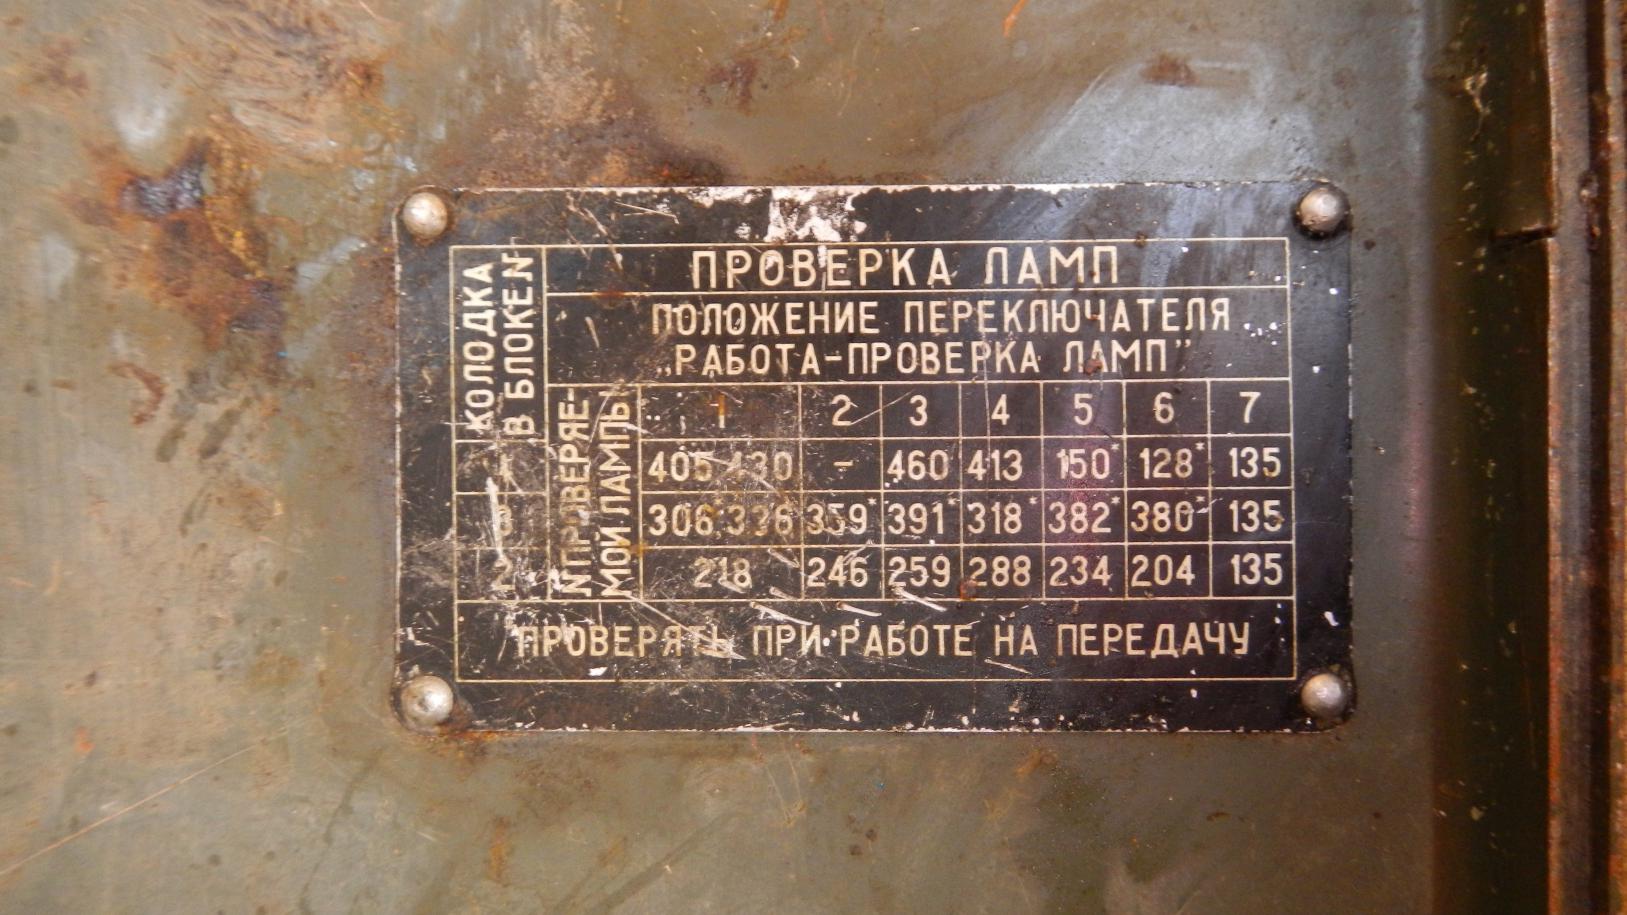 КОЛОДКА
В БЛОКЕ N
ПРОВЕРКА ЛАМП
ПОЛОЖЕНИЕ ПЕРЕКЛЮЧАТЕЛЯ
„РАБОТА-ПРОВЕРКА ЛАМП"
N ПРОВЕРЯЕ-
МОЙ ЛАМПЫ
1 2 3 4 5 6 7
405 430 - 460 413 150* 128* 135
306* 336 359* 391* 318* 382* 380* 135
218 246 259 288 234 204 135
ПРОВЕРЯТЬ ПРИ РАБОТЕ НА ПЕРЕДАЧУ